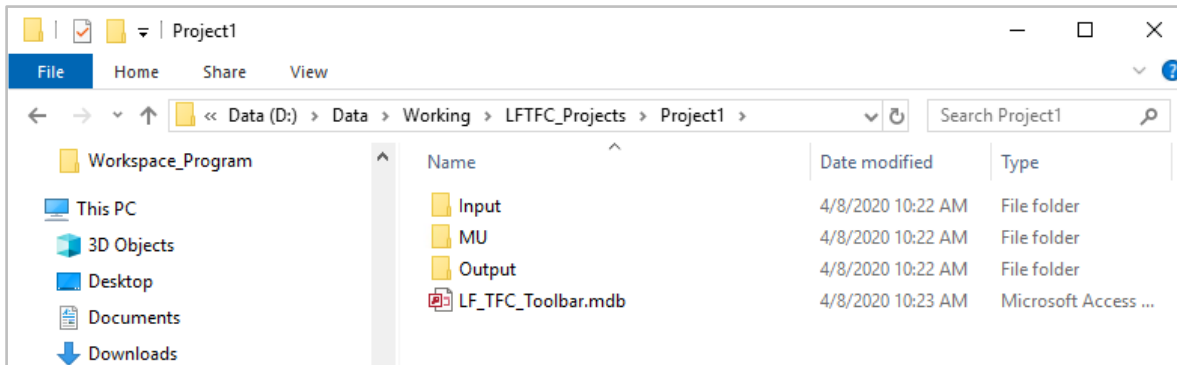 Project1
File Home Share View
« Data (D:) > Data > Working > LFTFC_Projects > Project1 > Search Project1
Workspace_Program Name Date modified Type
This PC Input 4/8/2020 10:22 AM File folder
3D Objects MU 4/8/2020 10:22 AM File folder
Desktop Output 4/8/2020 10:22 AM File folder
Documents LF_TFC_Toolbar.mdb 4/8/2020 10:23 AM Microsoft Access ...
Downloads